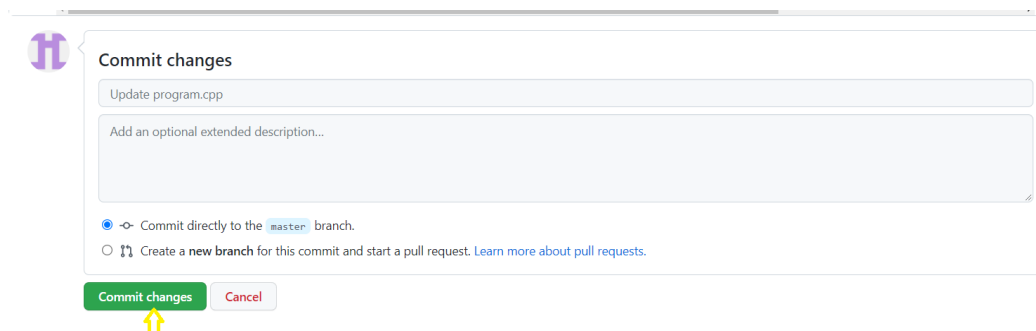 Commit changes
Update program.cpp
Add an optional extended description...
Commit directly to the master branch.
Create a new branch for this commit and start a pull request. Learn more about pull requests.
Commit changes Cancel